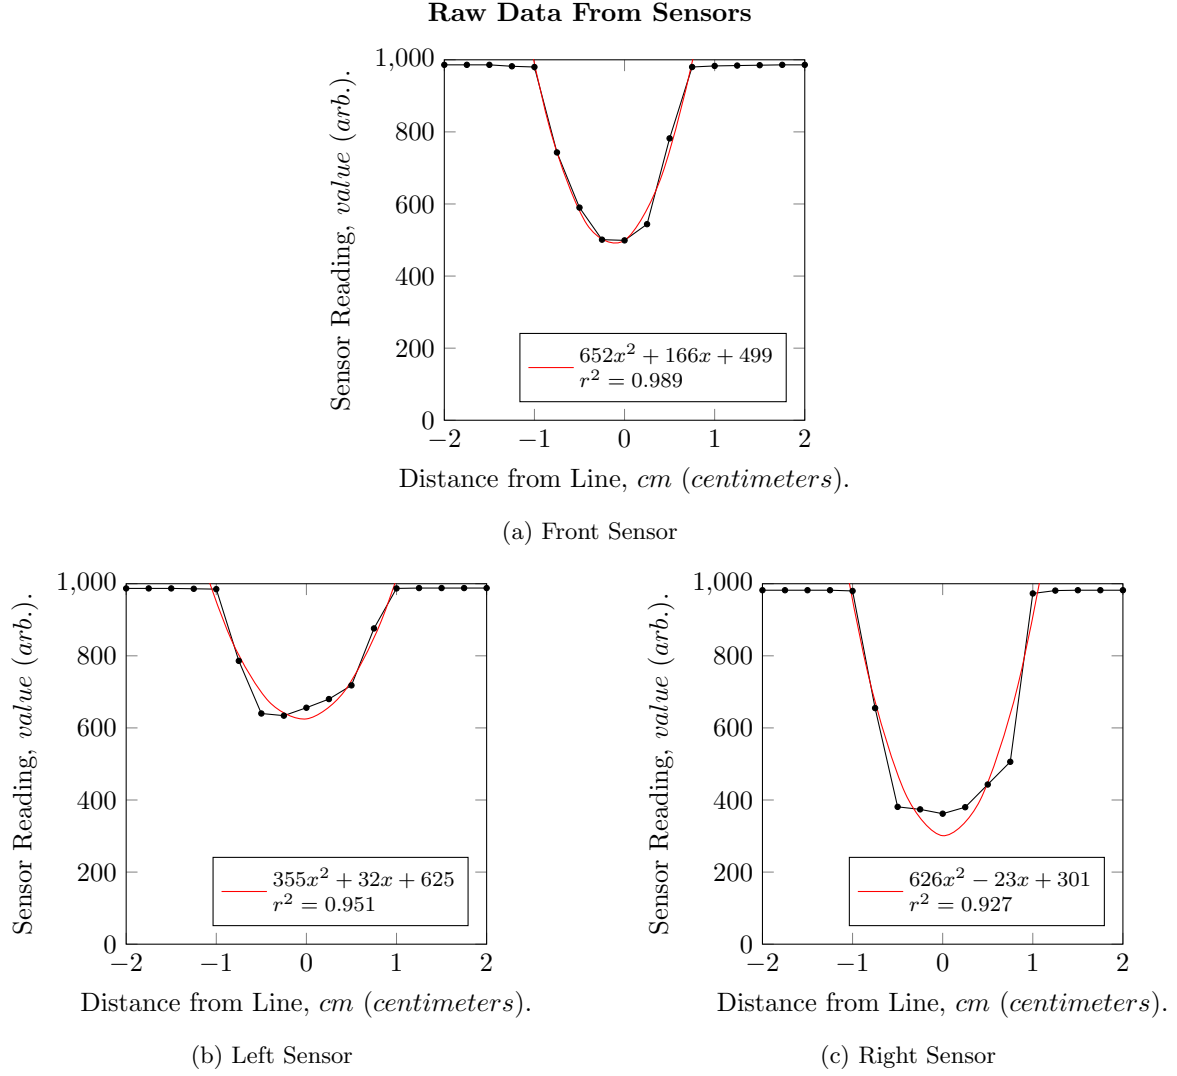 Raw Data From Sensors
Sensor Reading, value (arb.).
1,000
800
600
400
200
0
−2 −1 0 1 2
652x² + 166x + 499
r² = 0.989
Distance from Line, cm (centimeters).
(a) Front Sensor
Sensor Reading, value (arb.).
1,000
800
600
400
200
0
−2 −1 0 1 2
355x² + 32x + 625
r² = 0.951
Distance from Line, cm (centimeters).
(b) Left Sensor
Sensor Reading, value (arb.).
1,000
800
600
400
200
0
−2 −1 0 1 2
626x² − 23x + 301
r² = 0.927
Distance from Line, cm (centimeters).
(c) Right Sensor